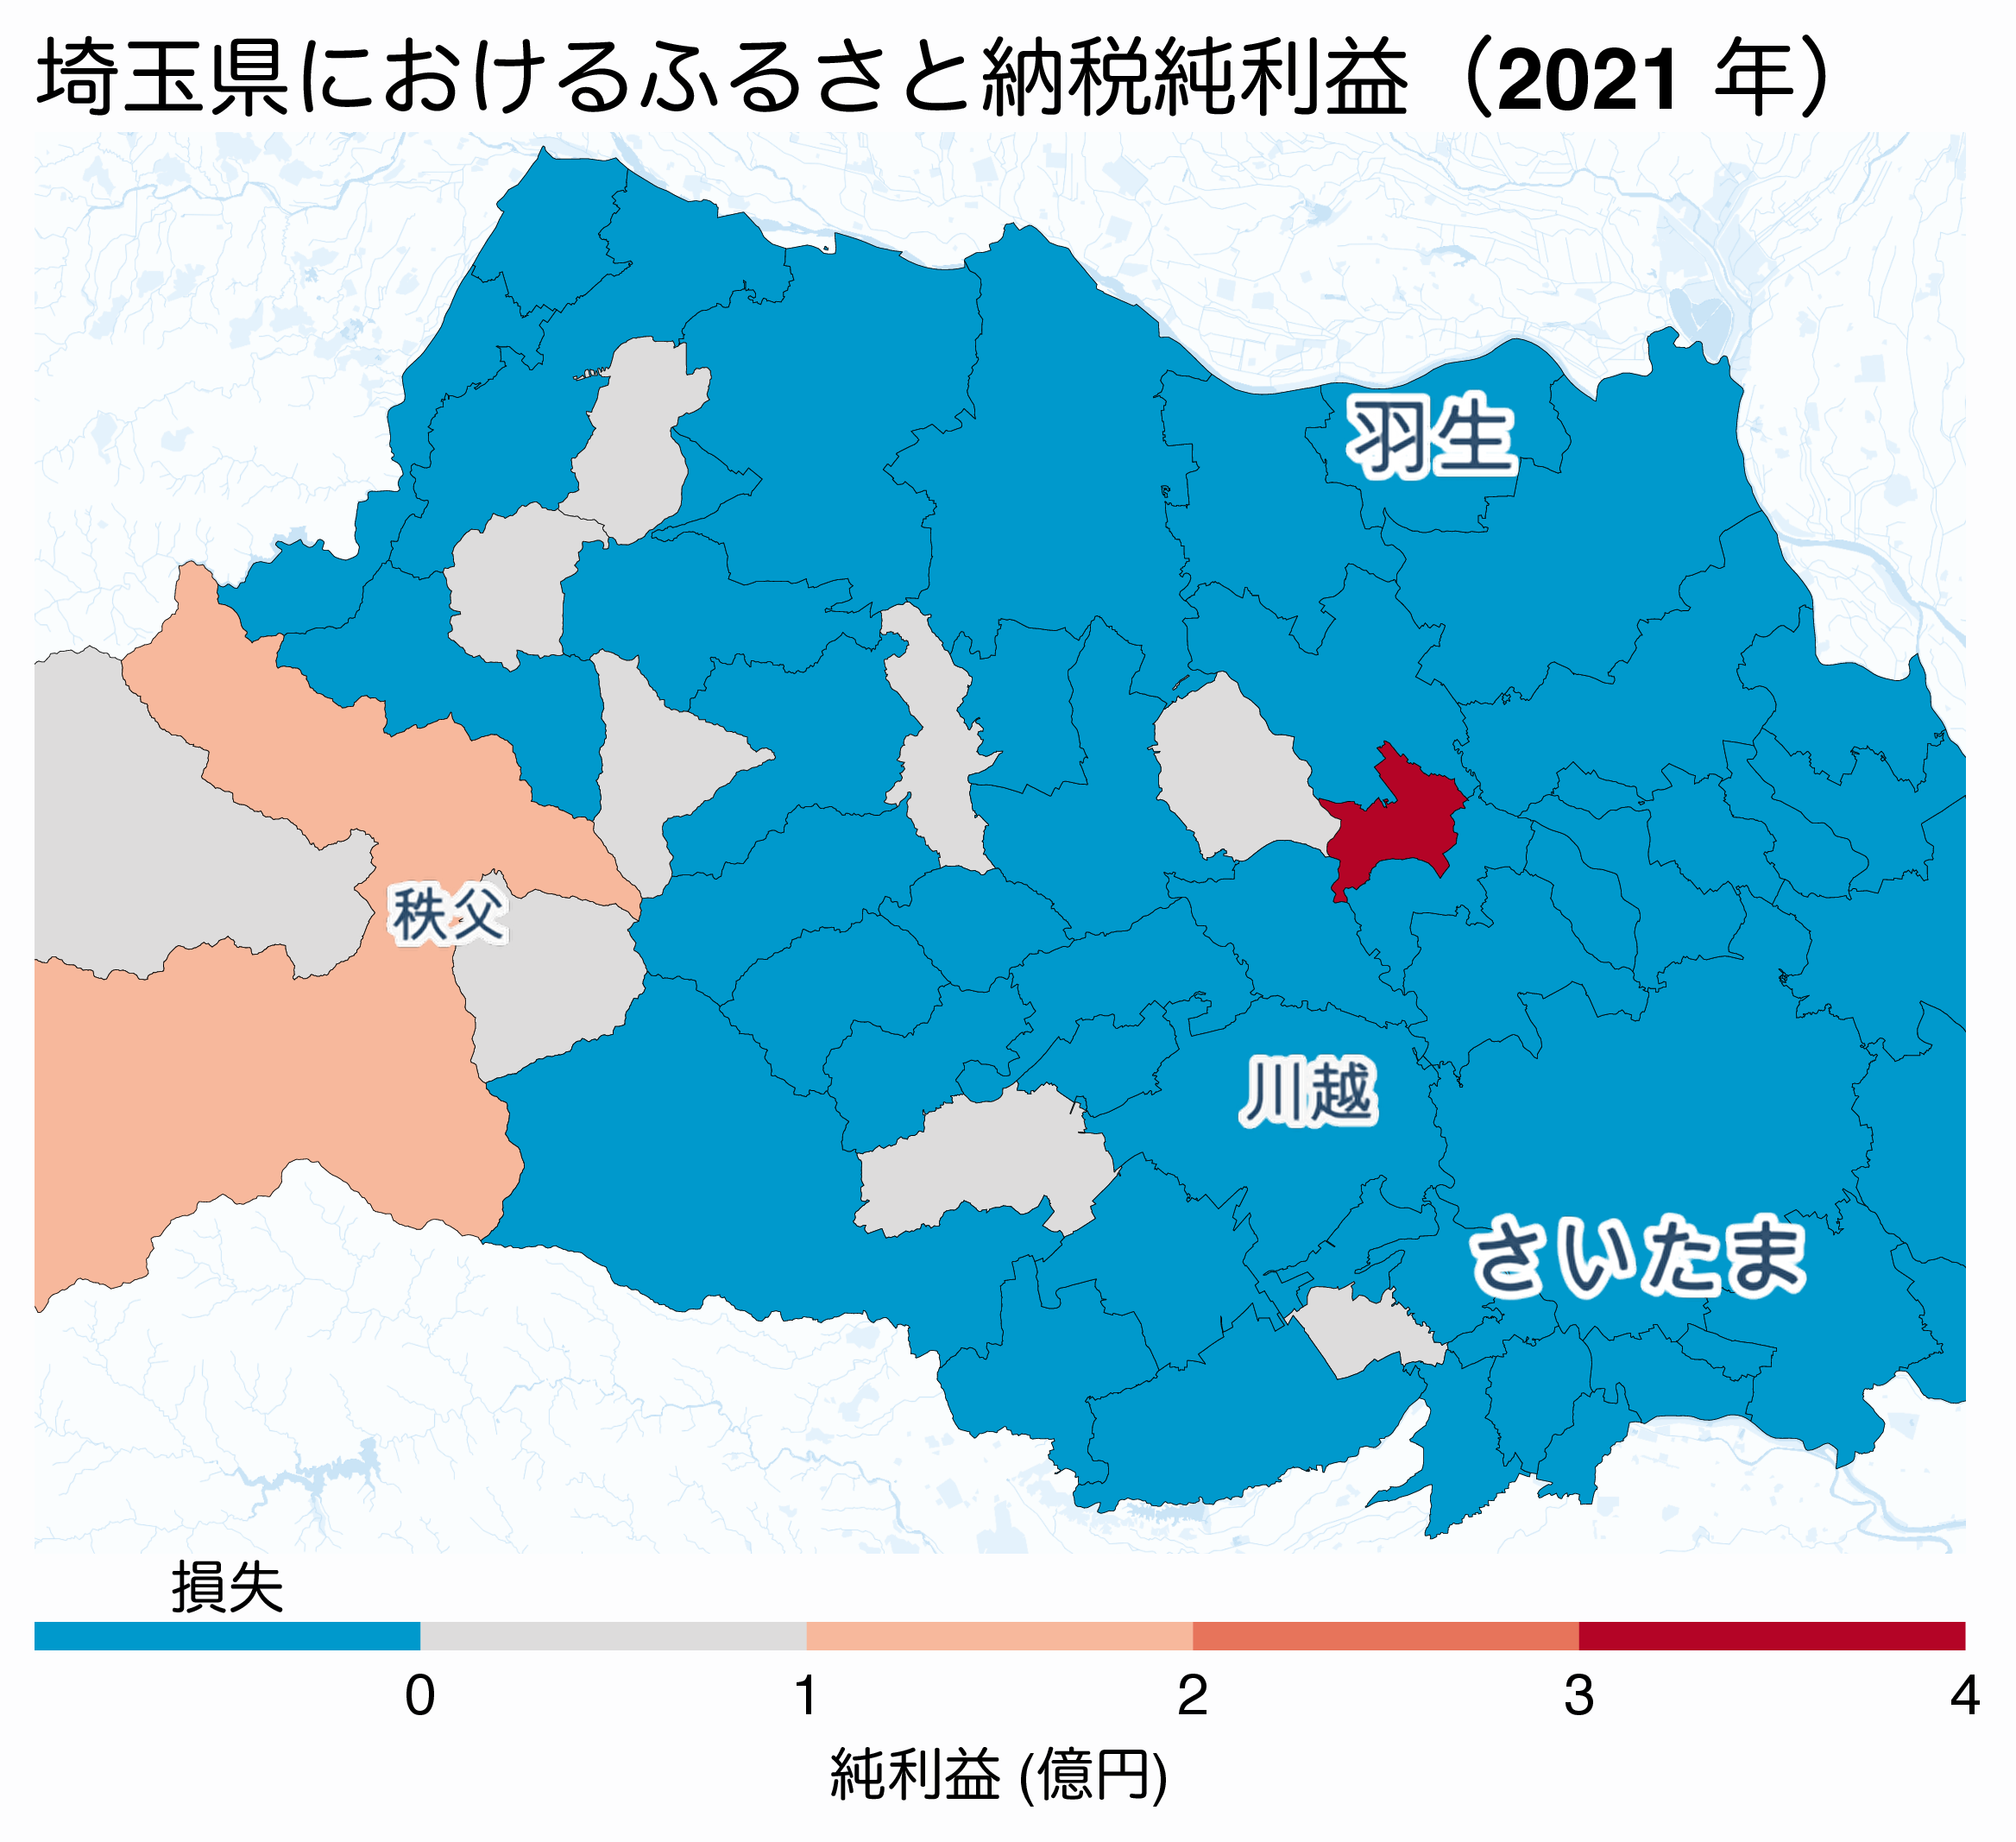 埼玉県におけるふるさと納税純利益（2021 年）
羽生
秩父
川越
さいたま
損失
0 1 2 3 4
純利益 (億円)